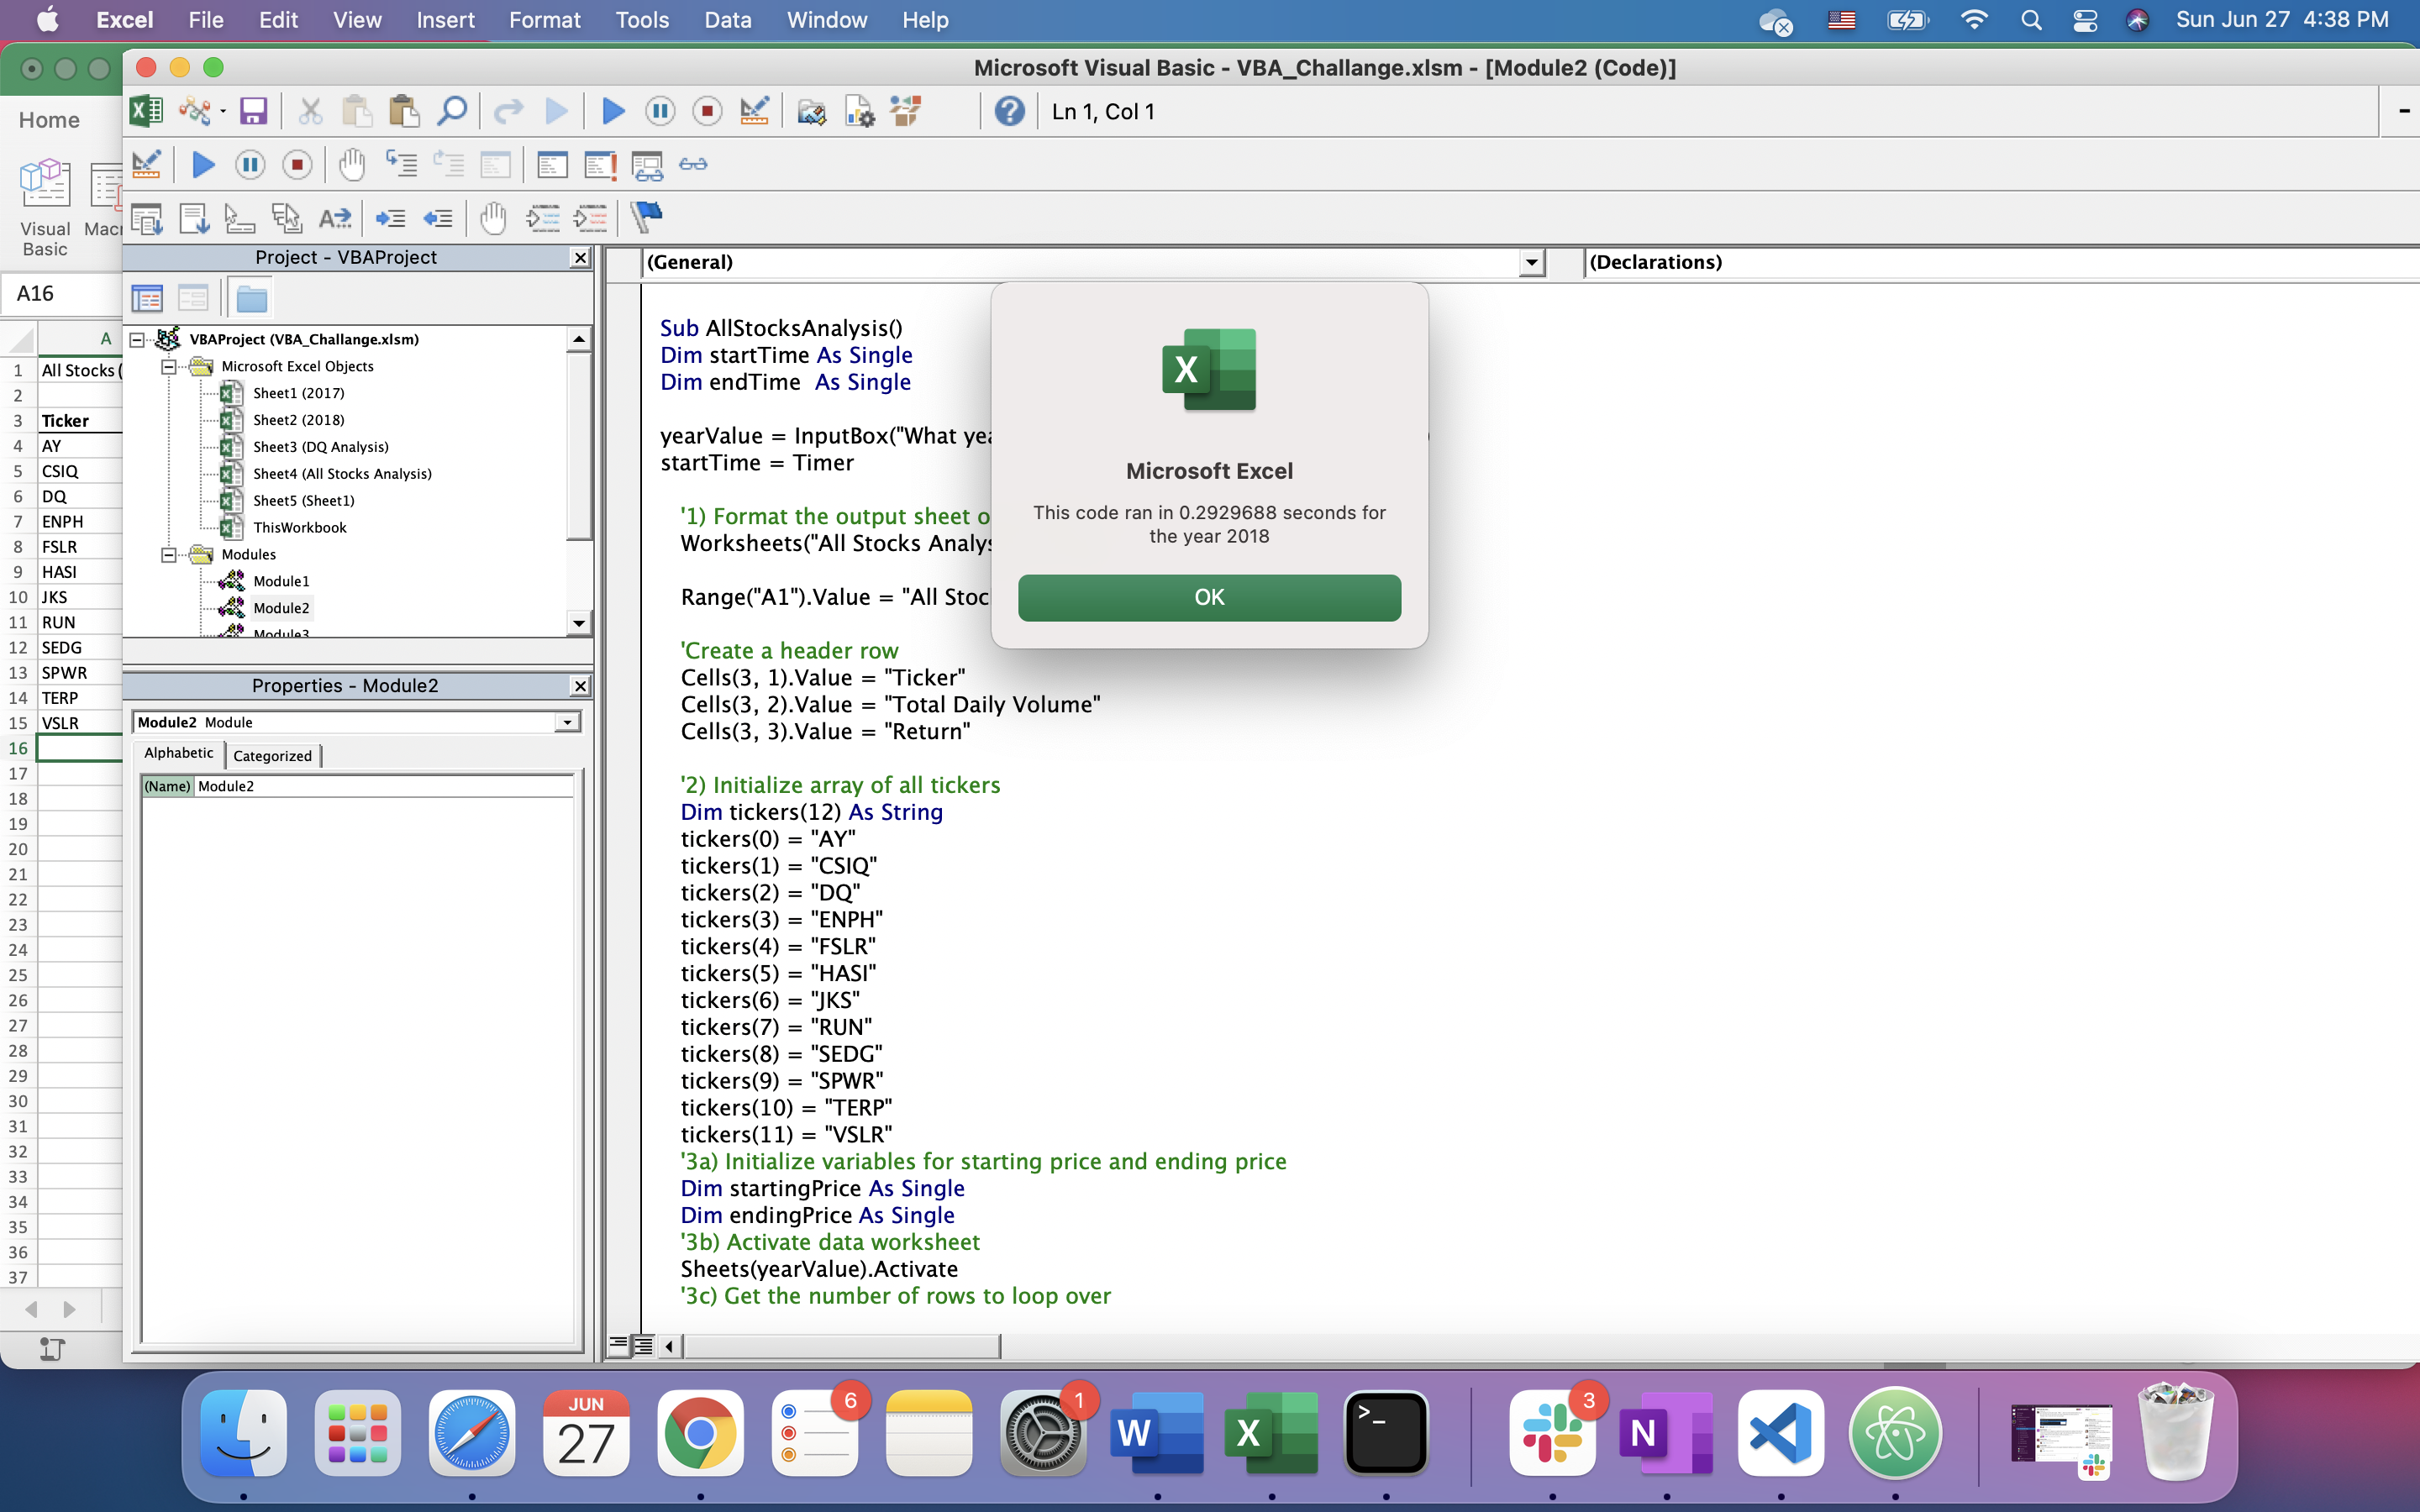 Excel File Edit View Insert Format Tools Data Window Help Sun Jun 27 4:38 PM
Microsoft Visual Basic - VBA_Challange.xlsm - [Module2 (Code)]
Home
Ln 1, Col 1
Visual Basic
Macr
A16
A
1 All Stocks (
2
3 Ticker
4 AY
5 CSIQ
6 DQ
7 ENPH
8 FSLR
9 HASI
10 JKS
11 RUN
12 SEDG
13 SPWR
14 TERP
15 VSLR
16
17
18
19
20
21
22
23
24
25
26
27
28
29
30
31
32
33
34
35
36
37
Project - VBAProject
VBAProject (VBA_Challange.xlsm)
Microsoft Excel Objects
Sheet1 (2017)
Sheet2 (2018)
Sheet3 (DQ Analysis)
Sheet4 (All Stocks Analysis)
Sheet5 (Sheet1)
ThisWorkbook
Modules
Module1
Module2
Module3
Properties - Module2
Module2 Module
Alphabetic Categorized
(Name) Module2
(General) (Declarations)
Sub AllStocksAnalysis()
Dim startTime As Single
Dim endTime  As Single
yearValue = InputBox("What yea
startTime = Timer
'1) Format the output sheet o
Worksheets("All Stocks Analys
Range("A1").Value = "All Stoc
'Create a header row
Cells(3, 1).Value = "Ticker"
Cells(3, 2).Value = "Total Daily Volume"
Cells(3, 3).Value = "Return"
'2) Initialize array of all tickers
Dim tickers(12) As String
tickers(0) = "AY"
tickers(1) = "CSIQ"
tickers(2) = "DQ"
tickers(3) = "ENPH"
tickers(4) = "FSLR"
tickers(5) = "HASI"
tickers(6) = "JKS"
tickers(7) = "RUN"
tickers(8) = "SEDG"
tickers(9) = "SPWR"
tickers(10) = "TERP"
tickers(11) = "VSLR"
'3a) Initialize variables for starting price and ending price
Dim startingPrice As Single
Dim endingPrice As Single
'3b) Activate data worksheet
Sheets(yearValue).Activate
'3c) Get the number of rows to loop over
Microsoft Excel
This code ran in 0.2929688 seconds for
the year 2018
OK
JUN
27
6
1
3